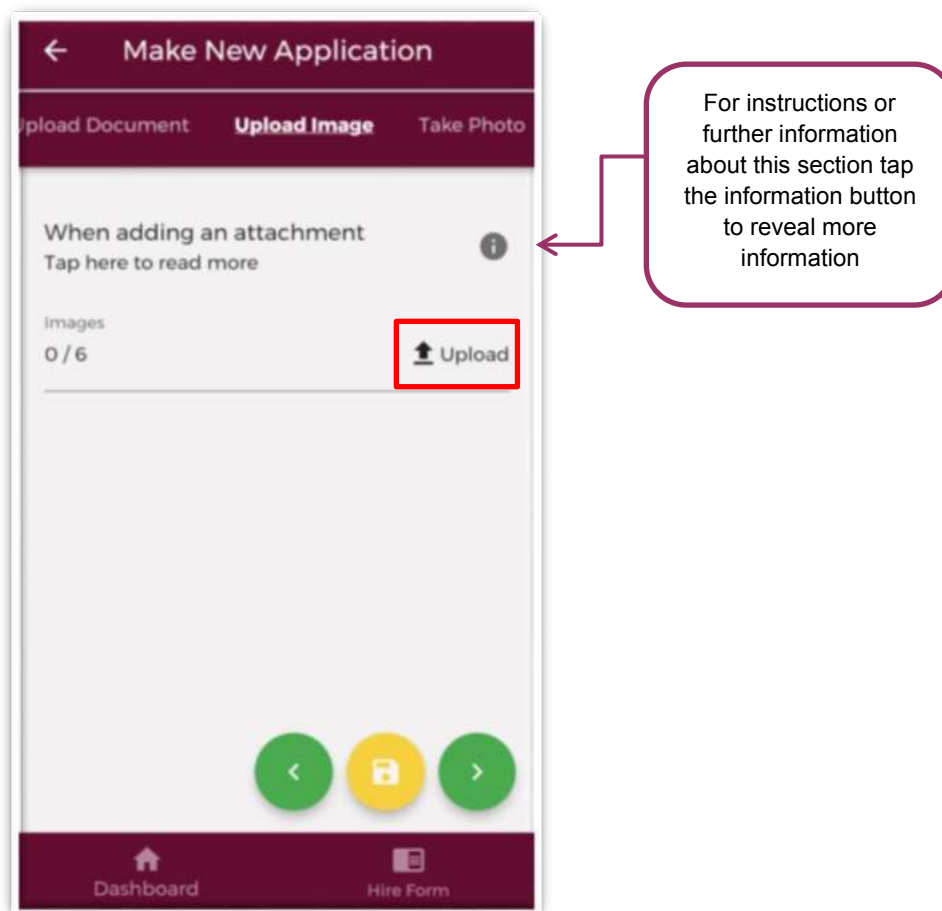 Make New Application
Upload Document Upload Image Take Photo
When adding an attachment
Tap here to read more
Images
0 / 6
Upload
Dashboard
Hire Form
For instructions or
further information
about this section tap
the information button
to reveal more
information